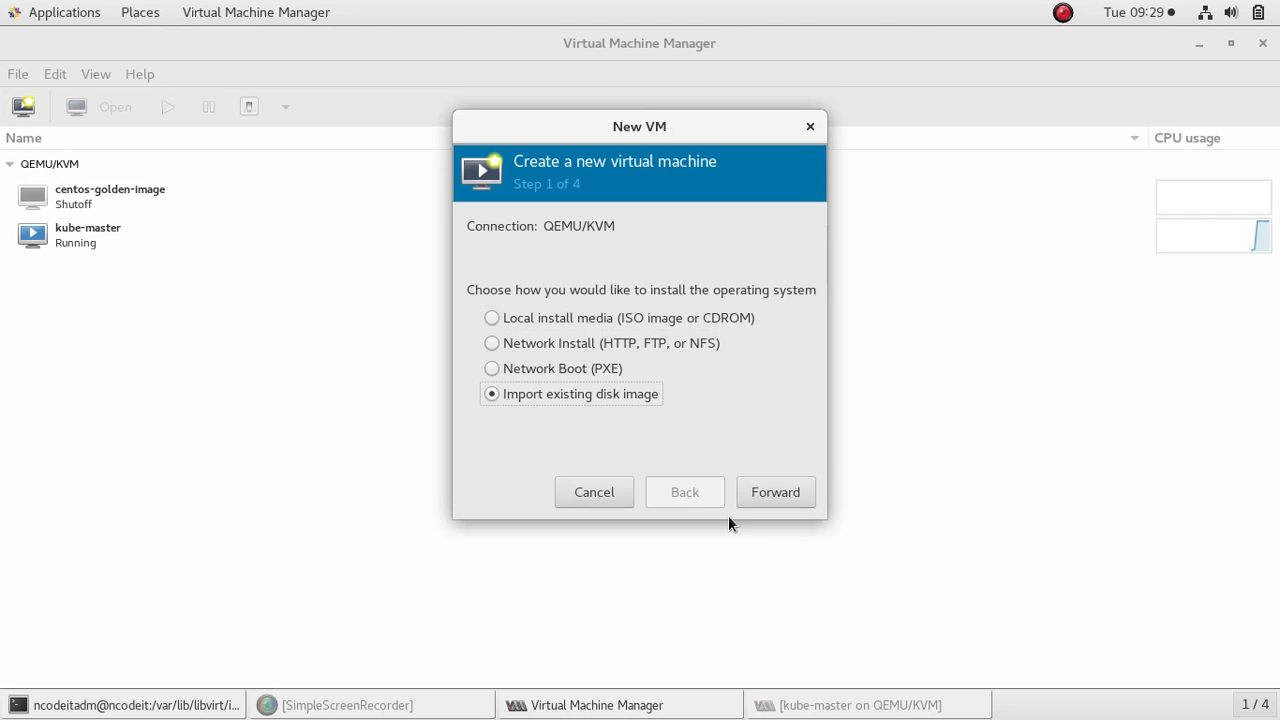 Applications Places Virtual Machine Manager Tue 09:29
Virtual Machine Manager
File Edit View Help
Open
Name CPU usage
QEMU/KVM
centos-golden-image
Shutoff
kube-master
Running
New VM
Create a new virtual machine
Step 1 of 4
Connection: QEMU/KVM
Choose how you would like to install the operating system
Local install media (ISO image or CDROM)
Network Install (HTTP, FTP, or NFS)
Network Boot (PXE)
Import existing disk image
Cancel Back Forward
ncodeitadm@ncodeit:/var/lib/libvirt/i... [SimpleScreenRecorder] Virtual Machine Manager [kube-master on QEMU/KVM] 1 / 4